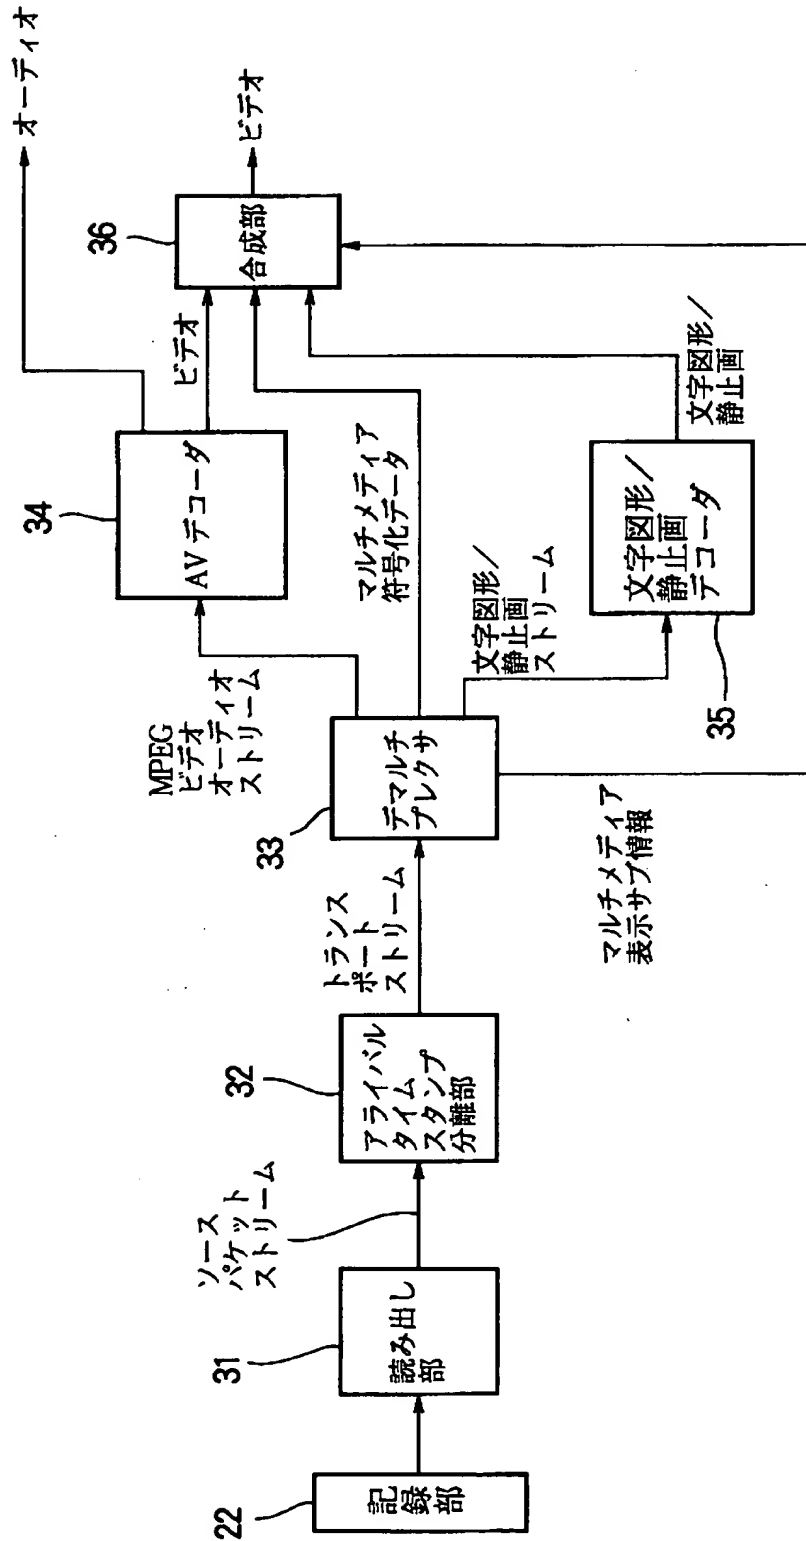 22
記録部
31
読み出し
部
ソース
パケット
ストリーム
32
アライバル
タイム
スタンプ
分離部
トランス
ポート
ストリーム
33
デマルチ
プレクサ
MPEG
ビデオ
オーディオ
ストリーム
34
AVデコーダ
オーディオ
ビデオ
マルチメディア
符号化データ
36
合成部
ビデオ
文字図形／
静止画
ストリーム
35
文字図形／
静止画
デコーダ
文字図形／
静止画
マルチメディア
表示サブ情報